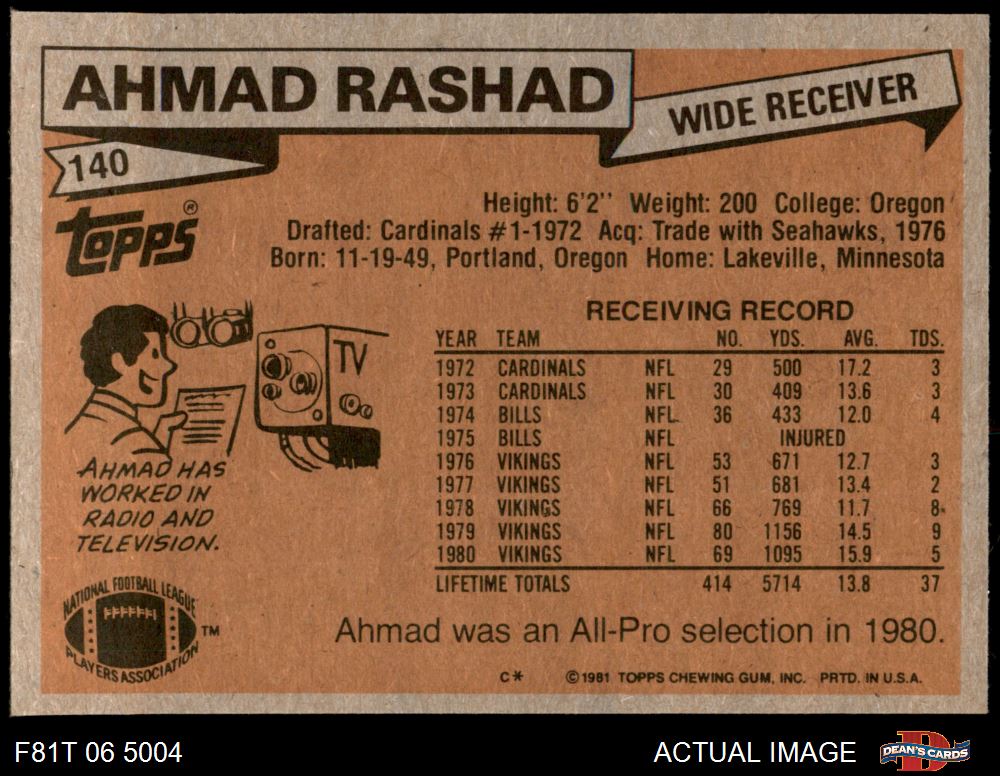 AHMAD RASHAD
WIDE RECEIVER
140
Topps®
Height: 6'2'' Weight: 200 College: Oregon
Drafted: Cardinals #1-1972 Acq: Trade with Seahawks, 1976
Born: 11-19-49, Portland, Oregon Home: Lakeville, Minnesota
TV
AHMAD HAS
WORKED IN
RADIO AND
TELEVISION.
RECEIVING RECORD
YEAR TEAM NO. YDS. AVG. TDS.
1972 CARDINALS NFL 29 500 17.2 3
1973 CARDINALS NFL 30 409 13.6 3
1974 BILLS NFL 36 433 12.0 4
1975 BILLS NFL INJURED
1976 VIKINGS NFL 53 671 12.7 3
1977 VIKINGS NFL 51 681 13.4 2
1978 VIKINGS NFL 66 769 11.7 8
1979 VIKINGS NFL 80 1156 14.5 9
1980 VIKINGS NFL 69 1095 15.9 5
LIFETIME TOTALS 414 5714 13.8 37
NATIONAL FOOTBALL LEAGUE
PLAYERS ASSOCIATION
TM
Ahmad was an All-Pro selection in 1980.
C* ©1981 TOPPS CHEWING GUM, INC. PRTD. IN U.S.A.
F81T 06 5004
ACTUAL IMAGE
D
DEAN'S CARDS